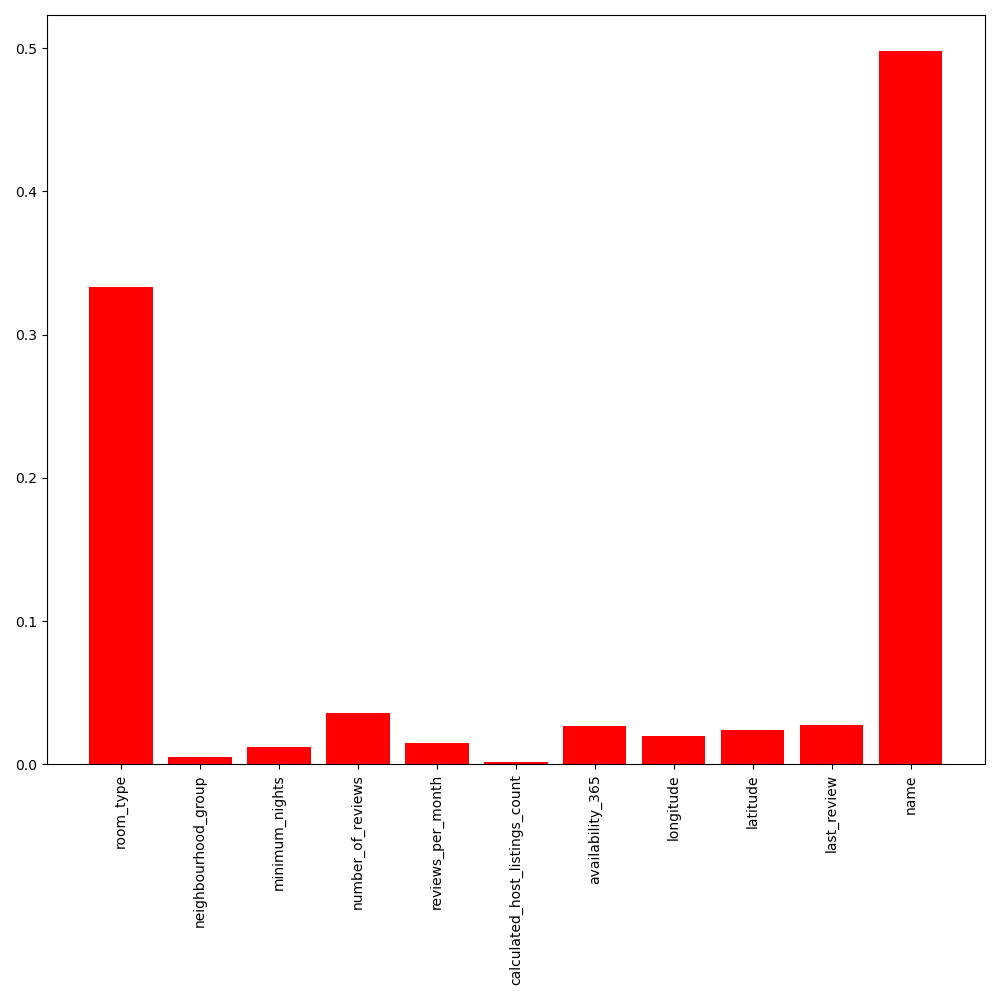 0.5
0.4
0.3
0.2
0.1
0.0
room_type
neighbourhood_group
minimum_nights
number_of_reviews
reviews_per_month
calculated_host_listings_count
availability_365
longitude
latitude
last_review
name